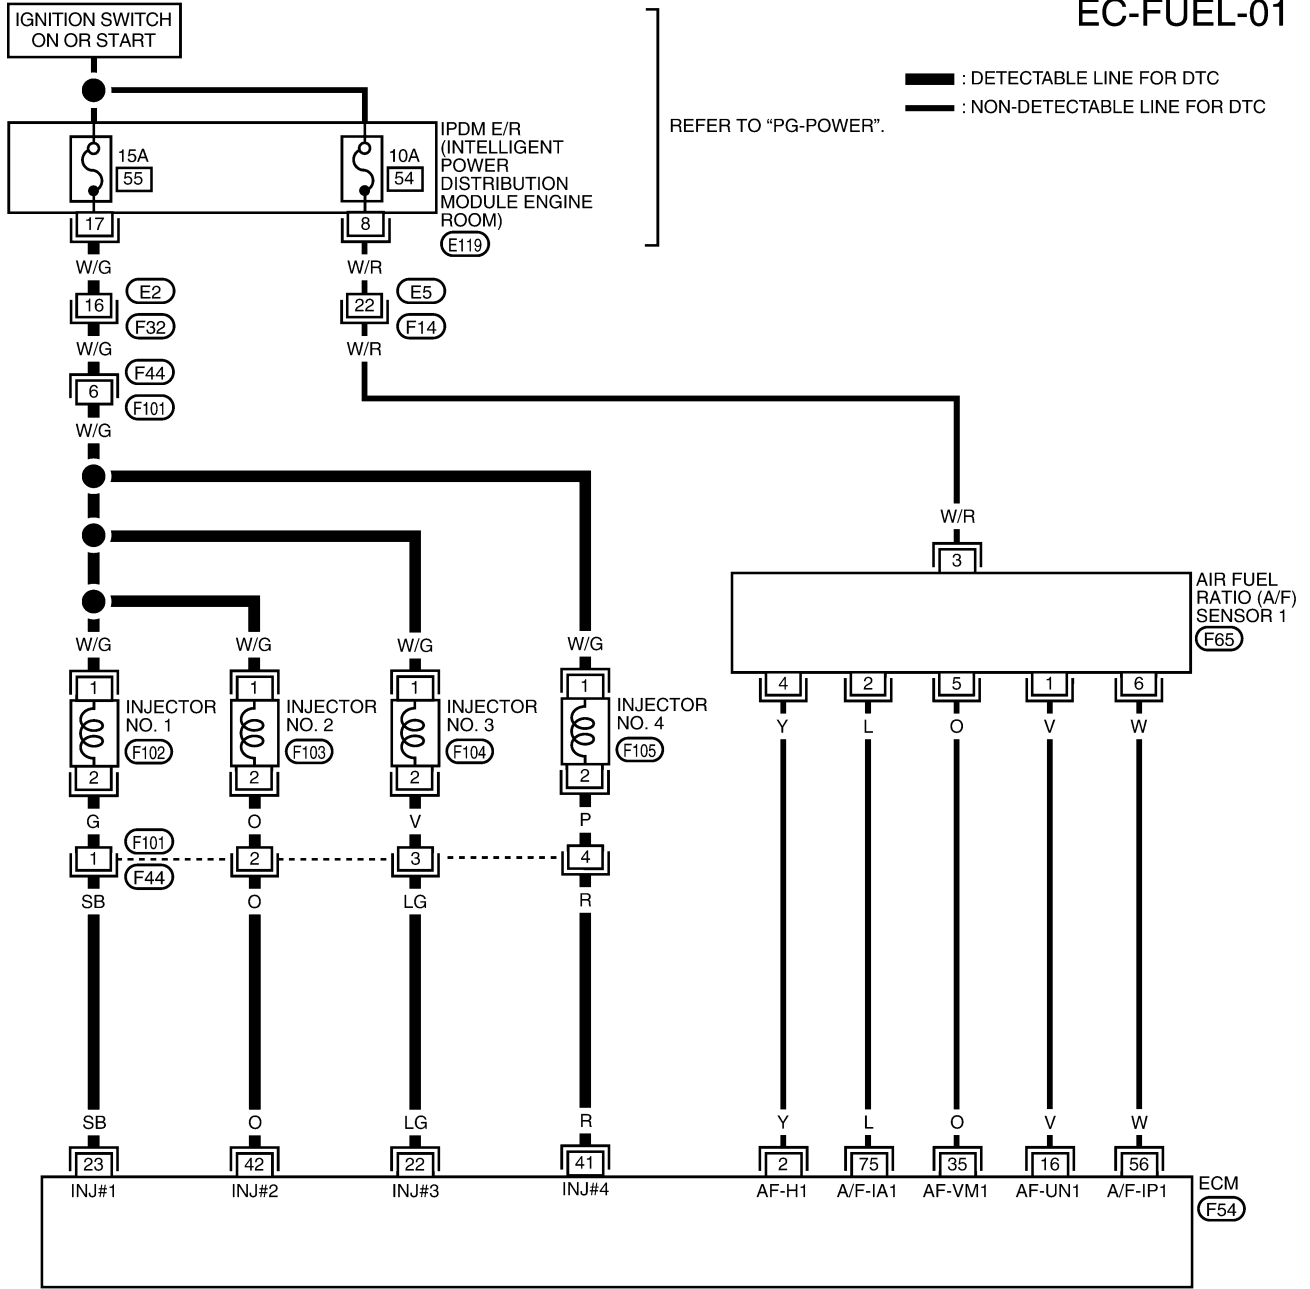 EC-FUEL-01
IGNITION SWITCH
ON OR START
: DETECTABLE LINE FOR DTC
: NON-DETECTABLE LINE FOR DTC
REFER TO “PG-POWER”.
15A
55
10A
54
IPDM E/R
(INTELLIGENT
POWER
DISTRIBUTION
MODULE ENGINE
ROOM)
E119
17
8
W/G
W/R
16
E2
F32
22
E5
F14
W/G
W/R
6
F44
F101
W/G
W/R
3
AIR FUEL
RATIO (A/F)
SENSOR 1
F65
W/G
W/G
W/G
W/G
1
1
1
1
4
2
5
1
6
INJECTOR
NO. 1
F102
INJECTOR
NO. 2
F103
INJECTOR
NO. 3
F104
INJECTOR
NO. 4
F105
Y
L
O
V
W
2
2
2
2
G
O
V
P
F101
1
2
3
4
F44
SB
O
LG
R
SB
O
LG
R
Y
L
O
V
W
23
42
22
41
2
75
35
16
56
INJ#1
INJ#2
INJ#3
INJ#4
AF-H1
A/F-IA1
AF-VM1
AF-UN1
A/F-IP1
ECM
F54